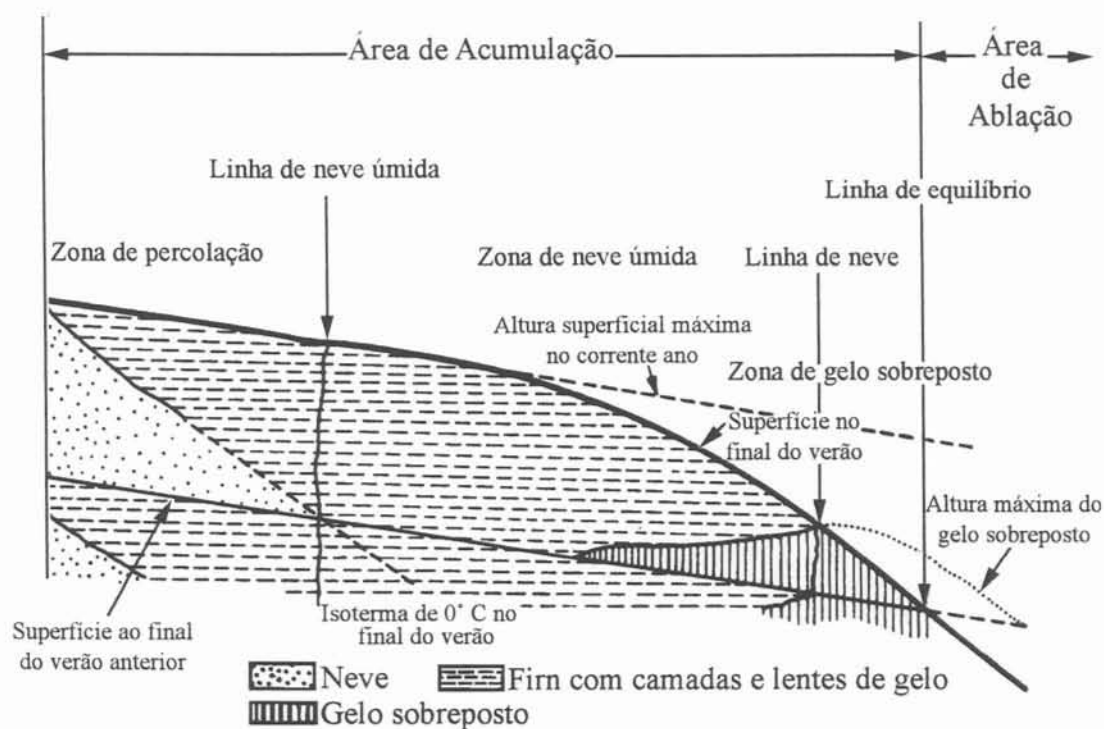 Área de Acumulação
Área
de
Ablação
Linha de neve úmida
Linha de equilíbrio
Zona de percolação
Zona de neve úmida
Linha de neve
Altura superficial máxima
no corrente ano
Zona de gelo sobreposto
Superfície no
final do verão
Altura máxima do
gelo sobreposto
Superfície ao final
do verão anterior
Isoterma de 0° C no
final do verão
Neve
Firn com camadas e lentes de gelo
Gelo sobreposto